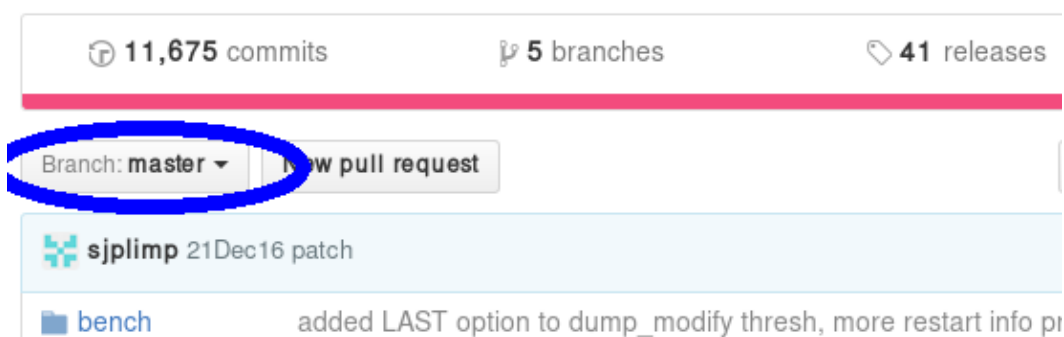 11,675 commits 5 branches 41 releases
Branch: master New pull request
sjplimp 21Dec16 patch
bench added LAST option to dump_modify thresh, more restart info